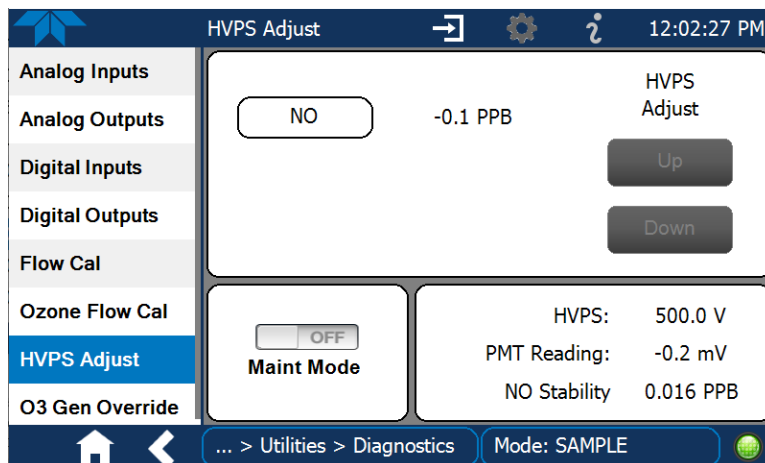 HVPS Adjust
12:02:27 PM
Analog Inputs
Analog Outputs
Digital Inputs
Digital Outputs
Flow Cal
Ozone Flow Cal
HVPS Adjust
O3 Gen Override
NO
-0.1 PPB
HVPS
Adjust
Up
Down
OFF
Maint Mode
HVPS: 500.0 V
PMT Reading: -0.2 mV
NO Stability 0.016 PPB
... > Utilities > Diagnostics
Mode: SAMPLE